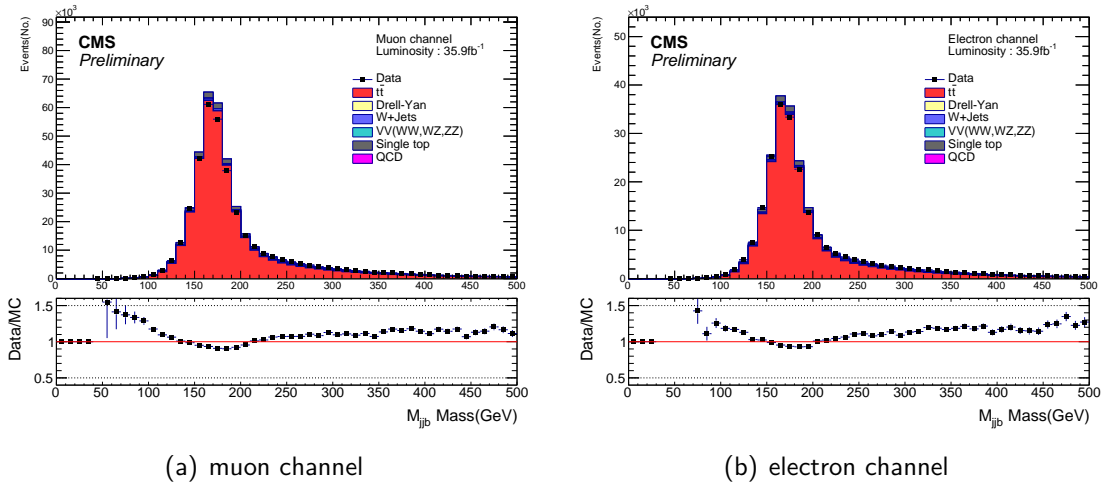 ×10³
Events(No.)
90
80
70
60
50
40
30
20
10
0
CMS
Preliminary
Muon channel
Luminosity : 35.9fb⁻¹
Data
tt̄
Drell-Yan
W+Jets
VV(WW,WZ,ZZ)
Single top
QCD
0 50 100 150 200 250 300 350 400 450 500
Data/MC
1.5
1
0.5
0 50 100 150 200 250 300 350 400 450 500
M_jjb Mass(GeV)
(a) muon channel
×10³
Events(No.)
50
40
30
20
10
0
CMS
Preliminary
Electron channel
Luminosity : 35.9fb⁻¹
Data
tt̄
Drell-Yan
W+Jets
VV(WW,WZ,ZZ)
Single top
QCD
0 50 100 150 200 250 300 350 400 450 500
Data/MC
1.5
1
0.5
0 50 100 150 200 250 300 350 400 450 500
M_jjb Mass(GeV)
(b) electron channel